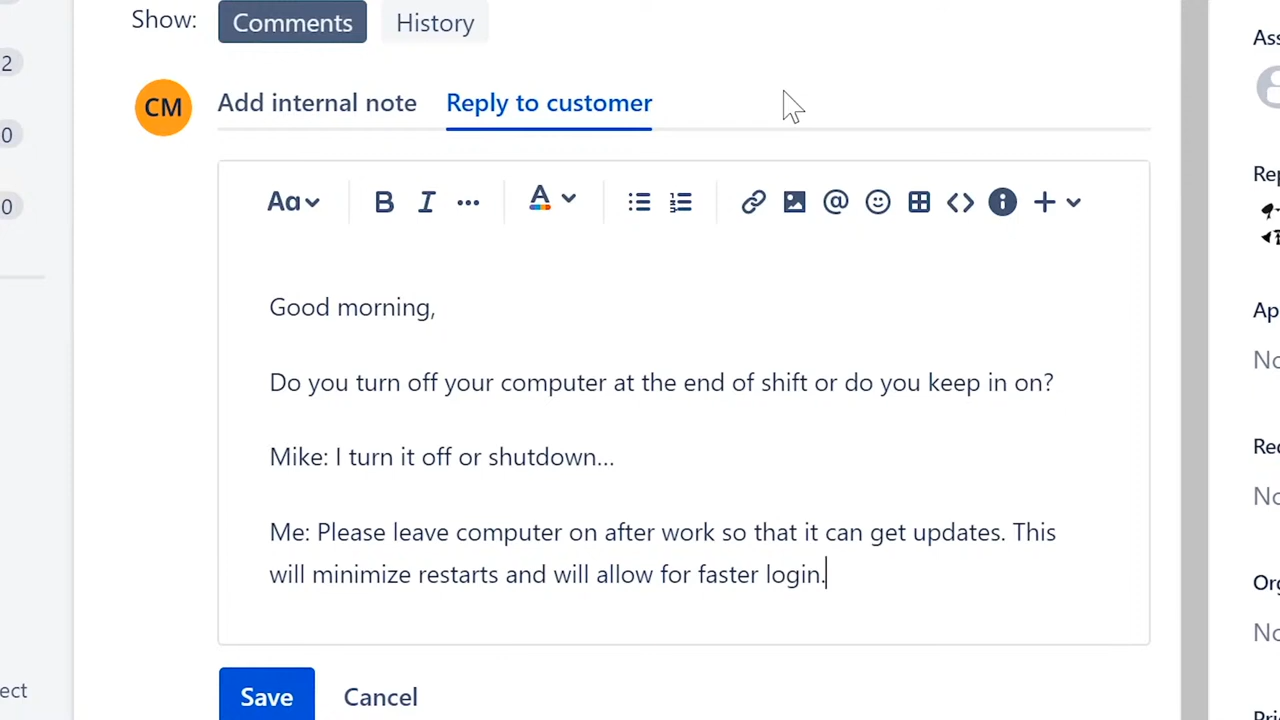 Show: Comments History
2
CM Add internal note Reply to customer
0
Aa B I ... A @ + 
0
Good morning,
Do you turn off your computer at the end of shift or do you keep in on?
Mike: I turn it off or shutdown...
Me: Please leave computer on after work so that it can get updates. This
will minimize restarts and will allow for faster login.
Save Cancel
ect
Ass
Rep
Ap
No
Rec
No
Org
No
Pri